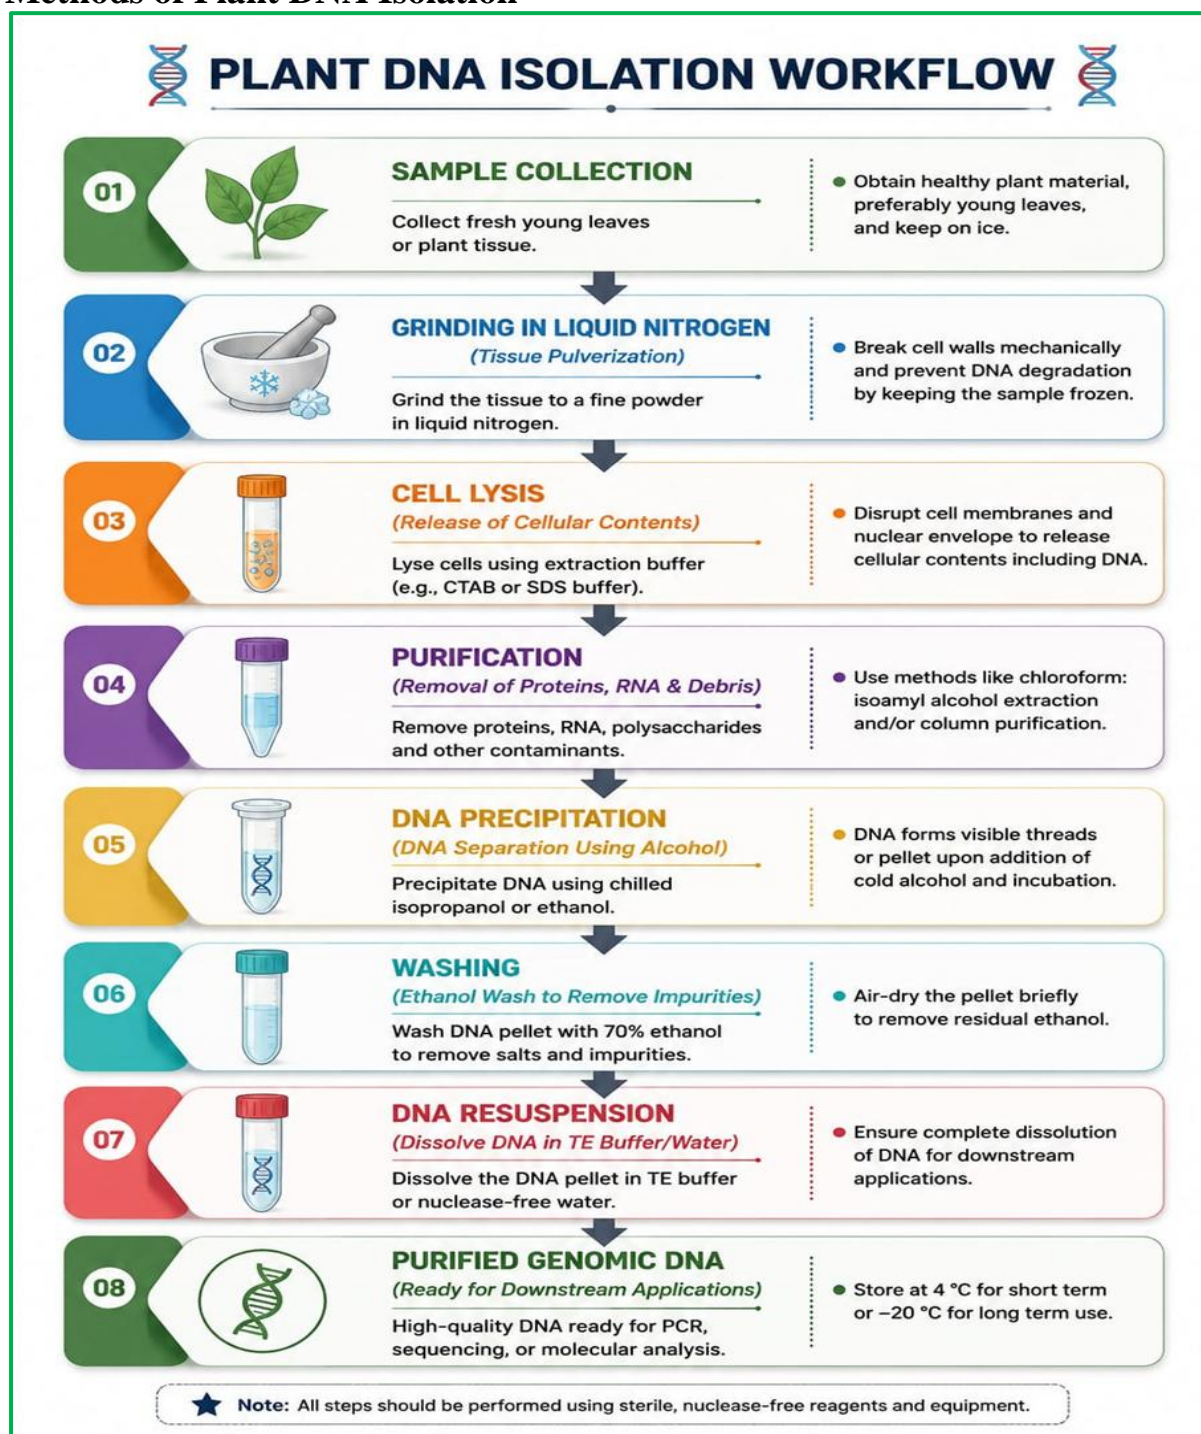 Methods of Plant DNA Isolation
PLANT DNA ISOLATION WORKFLOW
01
SAMPLE COLLECTION
Collect fresh young leaves
or plant tissue.
Obtain healthy plant material,
preferably young leaves,
and keep on ice.
02
GRINDING IN LIQUID NITROGEN
(Tissue Pulverization)
Grind the tissue to a fine powder
in liquid nitrogen.
Break cell walls mechanically
and prevent DNA degradation
by keeping the sample frozen.
03
CELL LYSIS
(Release of Cellular Contents)
Lyse cells using extraction buffer
(e.g., CTAB or SDS buffer).
Disrupt cell membranes and
nuclear envelope to release
cellular contents including DNA.
04
PURIFICATION
(Removal of Proteins, RNA & Debris)
Remove proteins, RNA, polysaccharides
and other contaminants.
Use methods like chloroform:
isoamyl alcohol extraction
and/or column purification.
05
DNA PRECIPITATION
(DNA Separation Using Alcohol)
Precipitate DNA using chilled
isopropanol or ethanol.
DNA forms visible threads
or pellet upon addition of
cold alcohol and incubation.
06
WASHING
(Ethanol Wash to Remove Impurities)
Wash DNA pellet with 70% ethanol
to remove salts and impurities.
Air-dry the pellet briefly
to remove residual ethanol.
07
DNA RESUSPENSION
(Dissolve DNA in TE Buffer/Water)
Dissolve the DNA pellet in TE buffer
or nuclease-free water.
Ensure complete dissolution
of DNA for downstream
applications.
08
PURIFIED GENOMIC DNA
(Ready for Downstream Applications)
High-quality DNA ready for PCR,
sequencing, or molecular analysis.
Store at 4 °C for short term
or –20 °C for long term use.
Note: All steps should be performed using sterile, nuclease-free reagents and equipment.